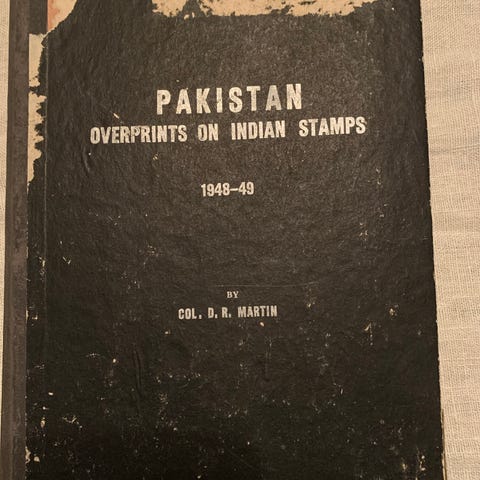 PAKISTAN
OVERPRINTS ON INDIAN STAMPS
1948-49
BY
COL. D. R. MARTIN